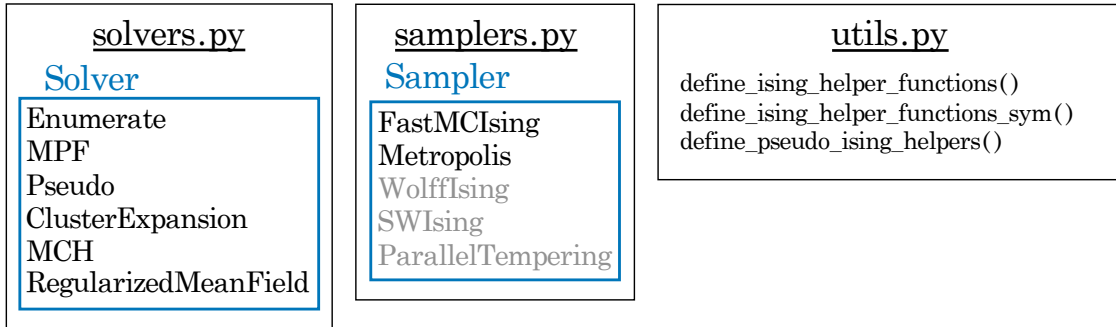 solvers.py
Solver
Enumerate
MPF
Pseudo
ClusterExpansion
MCH
RegularizedMeanField
samplers.py
Sampler
FastMCIsing
Metropolis
WolffIsing
SWIsing
ParallelTempering
utils.py
define_ising_helper_functions()
define_ising_helper_functions_sym()
define_pseudo_ising_helpers()